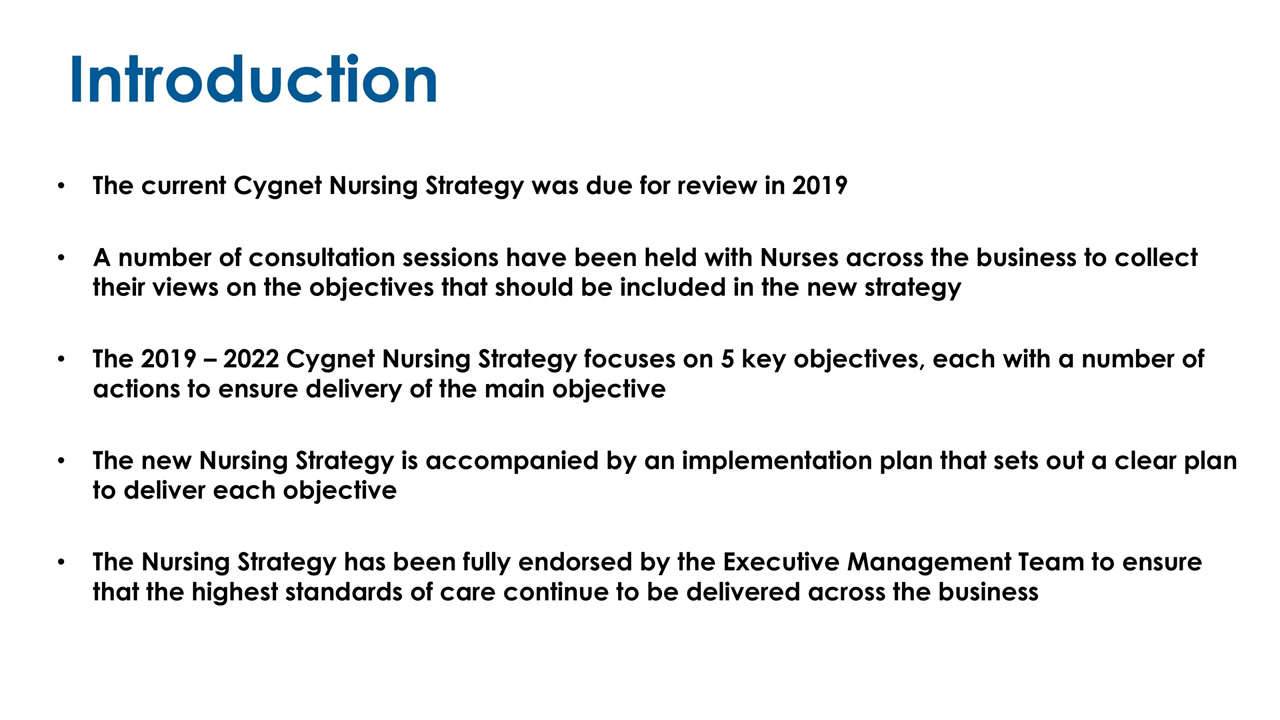 Introduction
• The current Cygnet Nursing Strategy was due for review in 2019
• A number of consultation sessions have been held with Nurses across the business to collect
their views on the objectives that should be included in the new strategy
• The 2019 – 2022 Cygnet Nursing Strategy focuses on 5 key objectives, each with a number of
actions to ensure delivery of the main objective
• The new Nursing Strategy is accompanied by an implementation plan that sets out a clear plan
to deliver each objective
• The Nursing Strategy has been fully endorsed by the Executive Management Team to ensure
that the highest standards of care continue to be delivered across the business